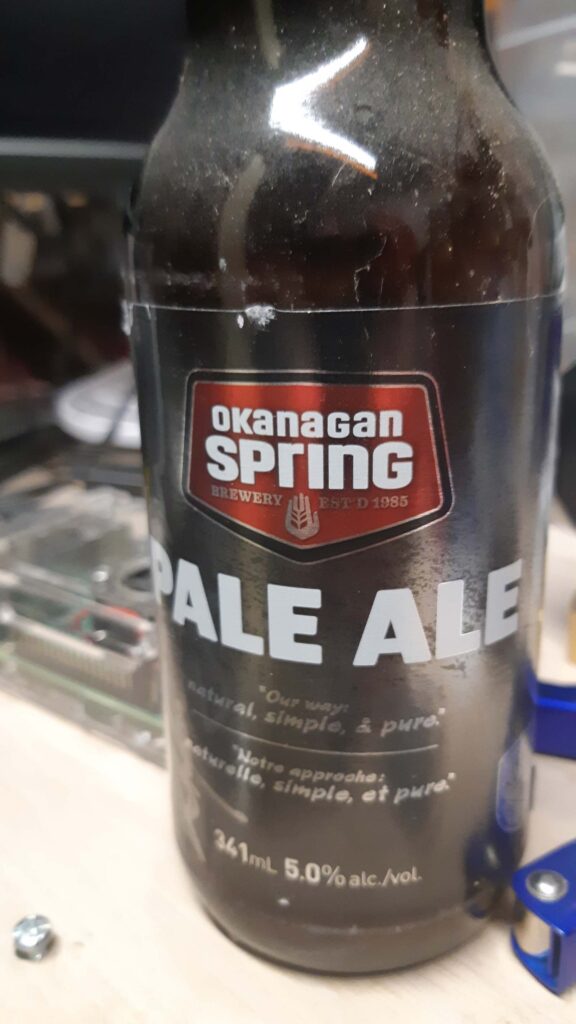 OKANAGAN
SPRING
BREWERY EST'D 1985
PALE ALE
"Our way:
natural, simple, & pure."
"Notre approche:
naturelle, simple, et pure."
341mL 5.0% alc./vol.